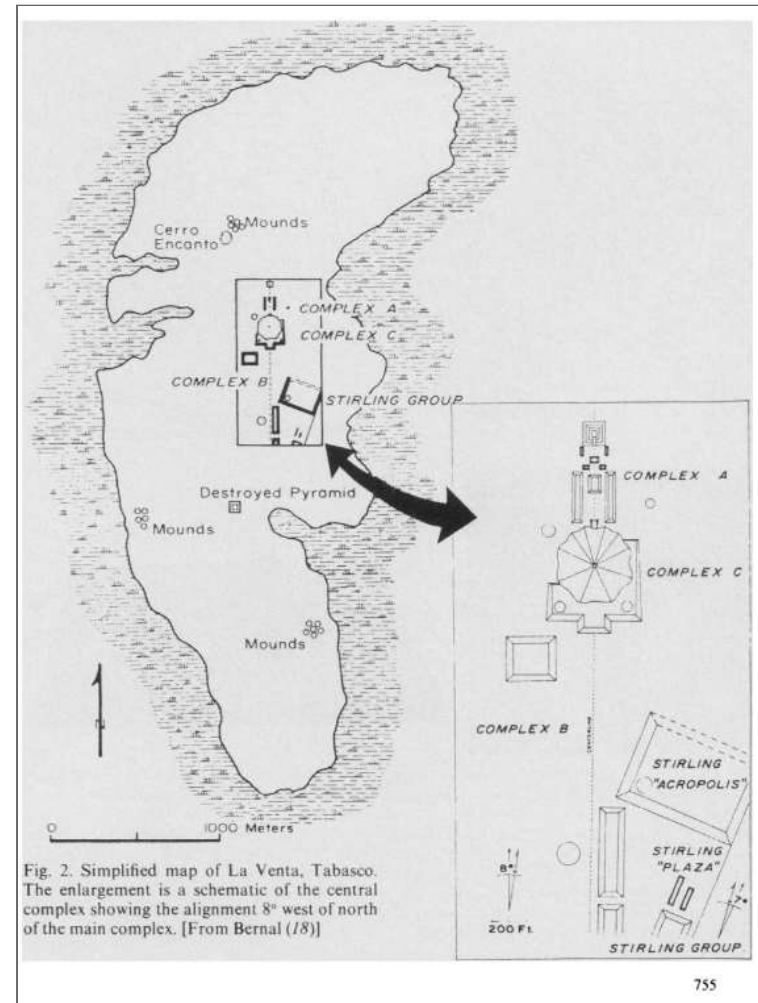 Mounds
Cerro
Encanto
COMPLEX A
COMPLEX C
COMPLEX B
STIRLING GROUP
Destroyed Pyramid
Mounds
Mounds
N
0 1000 Meters
Fig. 2. Simplified map of La Venta, Tabasco.
The enlargement is a schematic of the central
complex showing the alignment 8° west of north
of the main complex. [From Bernal (18)]
COMPLEX A
COMPLEX C
COMPLEX B
CENTERLINE
STIRLING
"ACROPOLIS"
STIRLING
"PLAZA"
8°
7°
200 Ft.
STIRLING GROUP
755